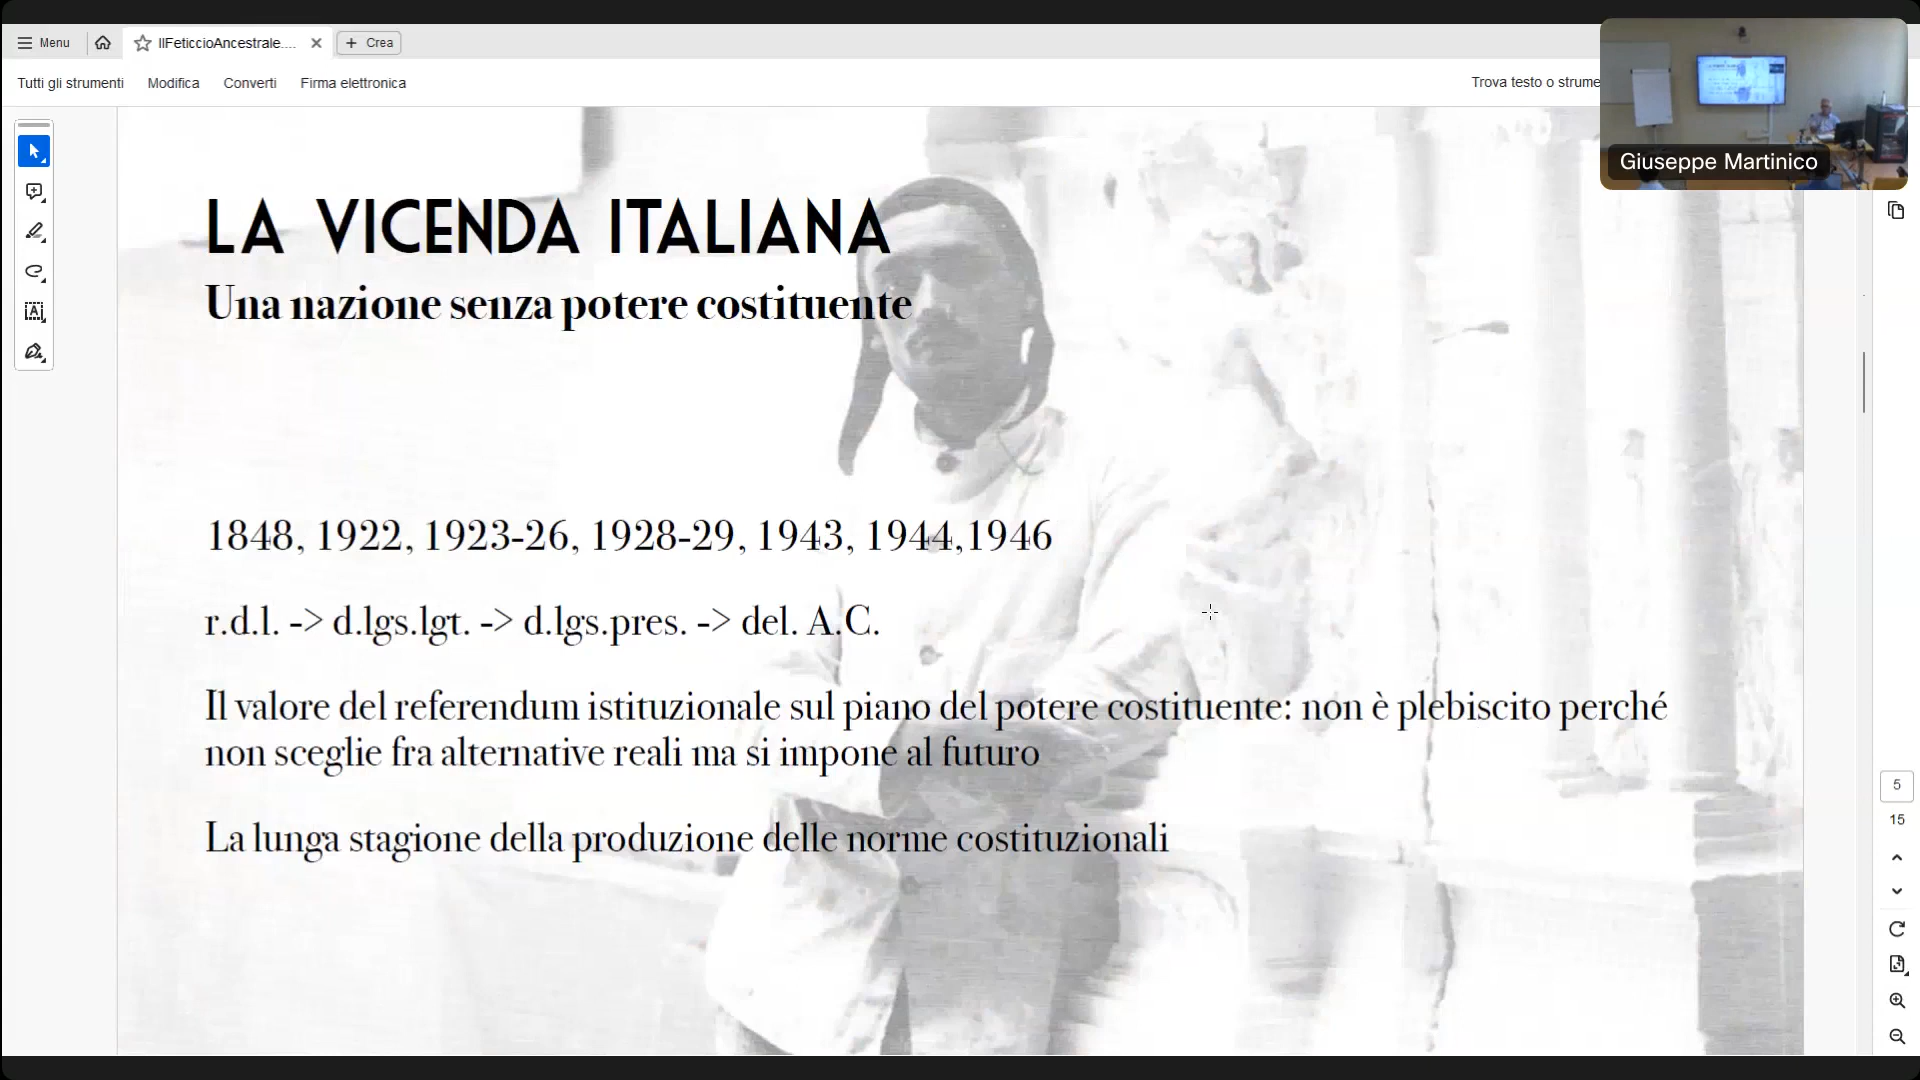 Menu
IlFeticcioAncestrale....
Crea
Tutti gli strumenti
Modifica
Converti
Firma elettronica
Trova testo o strume
Giuseppe Martinico
LA VICENDA ITALIANA
Una nazione senza potere costituente
1848, 1922, 1923-26, 1928-29, 1943, 1944,1946
r.d.l. -> d.lgs.lgt. -> d.lgs.pres. -> del. A.C.
Il valore del referendum istituzionale sul piano del potere costituente: non è plebiscito perché
non sceglie fra alternative reali ma si impone al futuro
La lunga stagione della produzione delle norme costituzionali
5
15